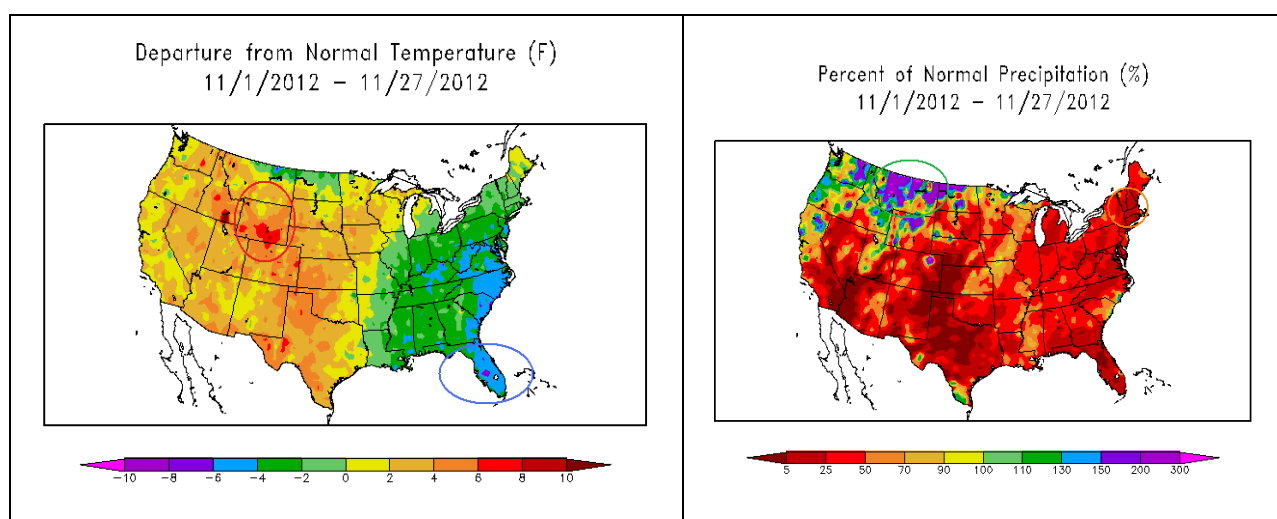 Departure from Normal Temperature (F)
11/1/2012 – 11/27/2012
-10 -8 -6 -4 -2 0 2 4 6 8 10
Percent of Normal Precipitation (%)
11/1/2012 – 11/27/2012
5 25 50 70 90 100 110 130 150 200 300